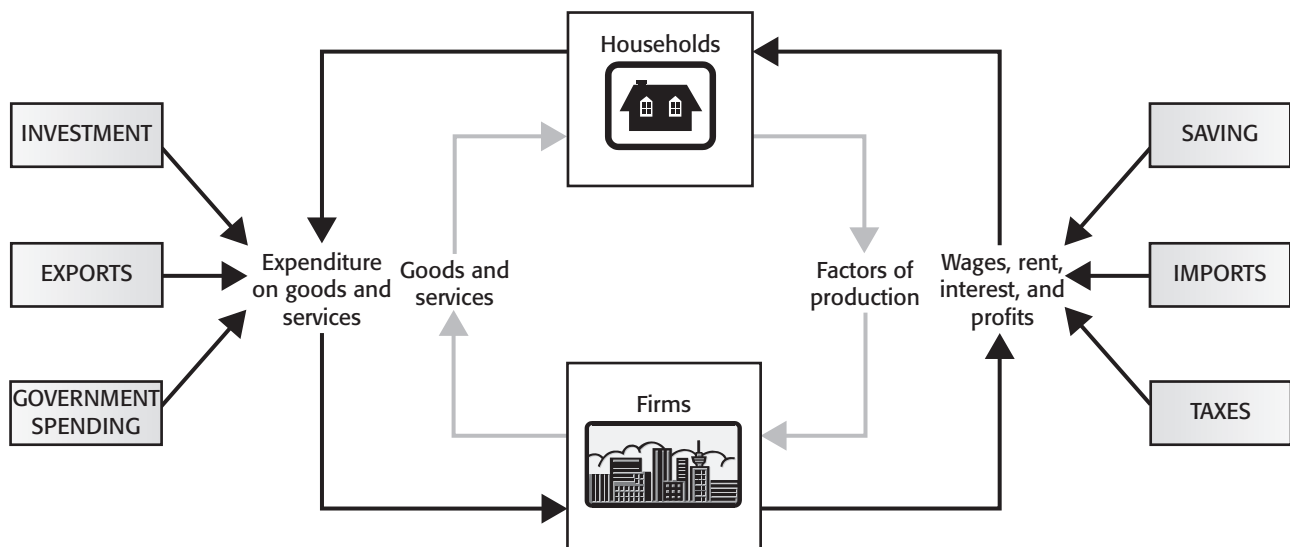 Households
INVESTMENT
SAVING
EXPORTS
Expenditure
on goods and
services
Goods and
services
Factors of
production
Wages, rent,
interest, and
profits
IMPORTS
GOVERNMENT
SPENDING
Firms
TAXES